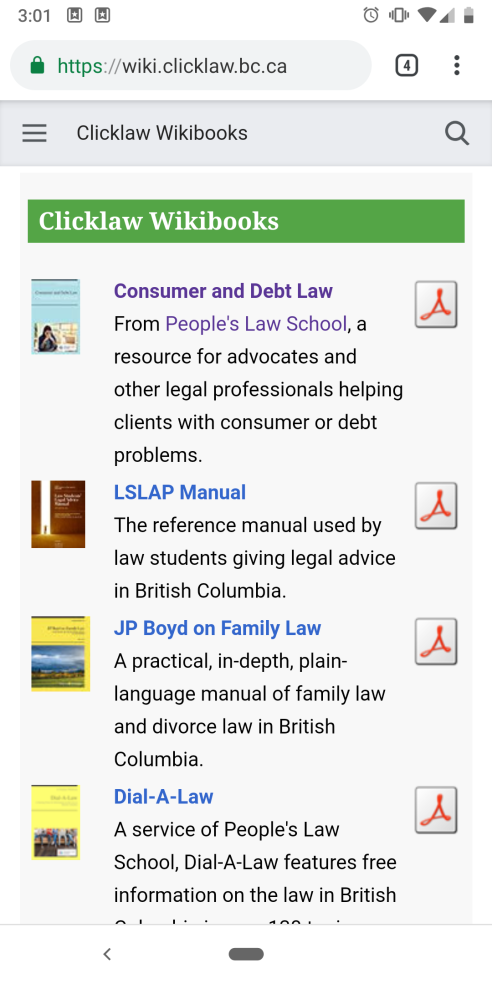 3:01
https://wiki.clicklaw.bc.ca
4
Clicklaw Wikibooks
Clicklaw Wikibooks
Consumer and Debt Law
From People's Law School, a
resource for advocates and
other legal professionals helping
clients with consumer or debt
problems.
LSLAP Manual
The reference manual used by
law students giving legal advice
in British Columbia.
JP Boyd on Family Law
A practical, in-depth, plain-
language manual of family law
and divorce law in British
Columbia.
Dial-A-Law
A service of People's Law
School, Dial-A-Law features free
information on the law in British